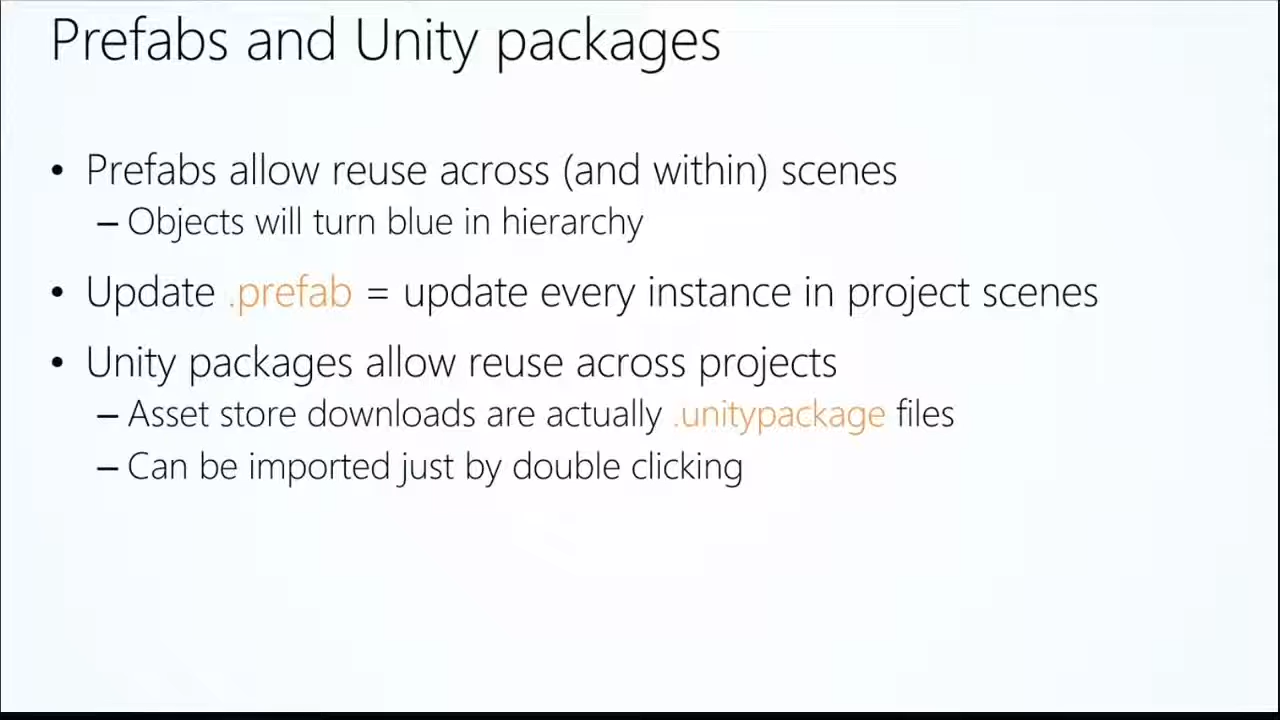 Prefabs and Unity packages
• Prefabs allow reuse across (and within) scenes
– Objects will turn blue in hierarchy
• Update .prefab = update every instance in project scenes
• Unity packages allow reuse across projects
– Asset store downloads are actually .unitypackage files
– Can be imported just by double clicking